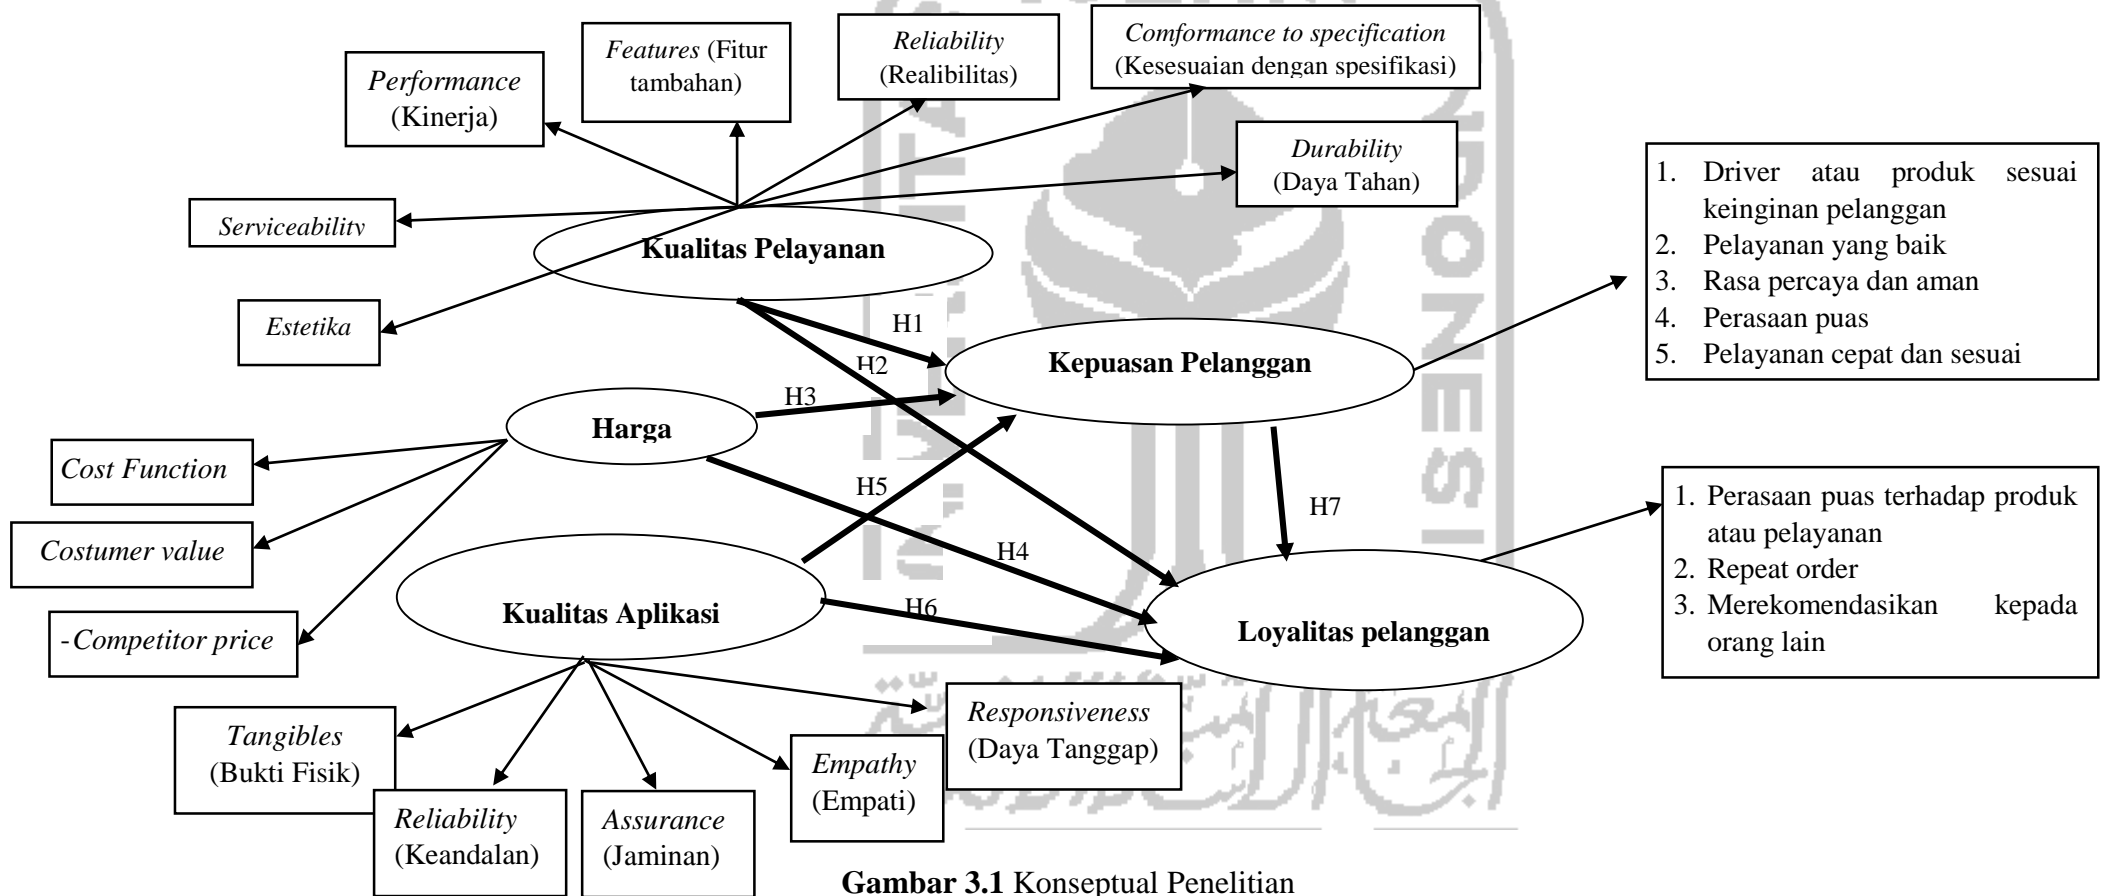 Comformance to specification
(Kesesuaian dengan spesifikasi)
Reliability
(Realibilitas)
Features (Fitur
tambahan)
Performance
(Kinerja)
Durability
(Daya Tahan)
Serviceability
Kualitas Pelayanan
Estetika
1. Driver atau produk sesuai
keinginan pelanggan
2. Pelayanan yang baik
3. Rasa percaya dan aman
4. Perasaan puas
5. Pelayanan cepat dan sesuai
H1
H2
Kepuasan Pelanggan
H3
Harga
Cost Function
H5
Costumer value
H7
H4
1. Perasaan puas terhadap produk
atau pelayanan
2. Repeat order
3. Merekomendasikan kepada
orang lain
Kualitas Aplikasi
H6
Loyalitas pelanggan
-Competitor price
Tangibles
(Bukti Fisik)
Reliability
(Keandalan)
Assurance
(Jaminan)
Empathy
(Empati)
Responsiveness
(Daya Tanggap)
Gambar 3.1 Konseptual Penelitian